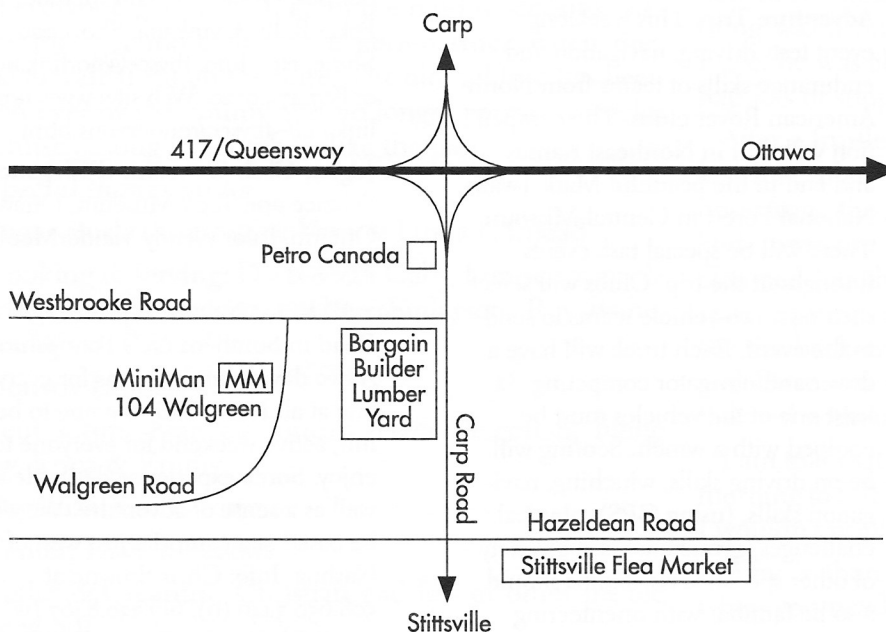 Carp
417/Queensway
Ottawa
Petro Canada
Westbrooke Road
Bargain
Builder
Lumber
Yard
MiniMan
MM
104 Walgreen
Carp Road
Walgreen Road
Hazeldean Road
Stittsville Flea Market
Stittsville